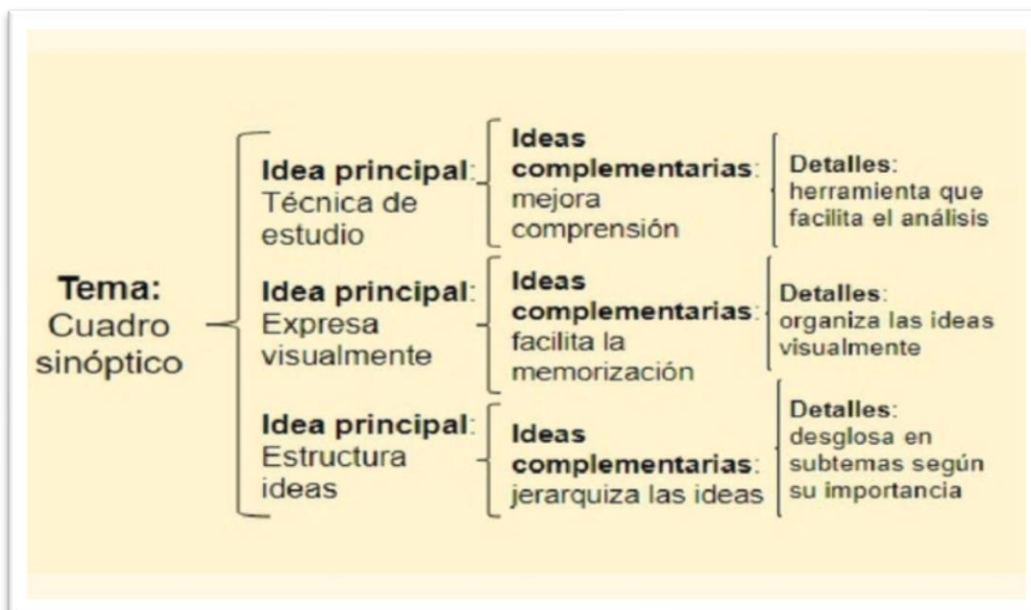 Tema:
Cuadro
sinóptico
Idea principal:
Técnica de
estudio
Ideas
complementarias:
mejora
comprensión
Detalles:
herramienta que
facilita el análisis
Idea principal:
Expresa
visualmente
Ideas
complementarias:
facilita la
memorización
Detalles:
organiza las ideas
visualmente
Idea principal:
Estructura
ideas
Ideas
complementarias:
jerarquiza las ideas
Detalles:
desglosa en
subtemas según
su importancia